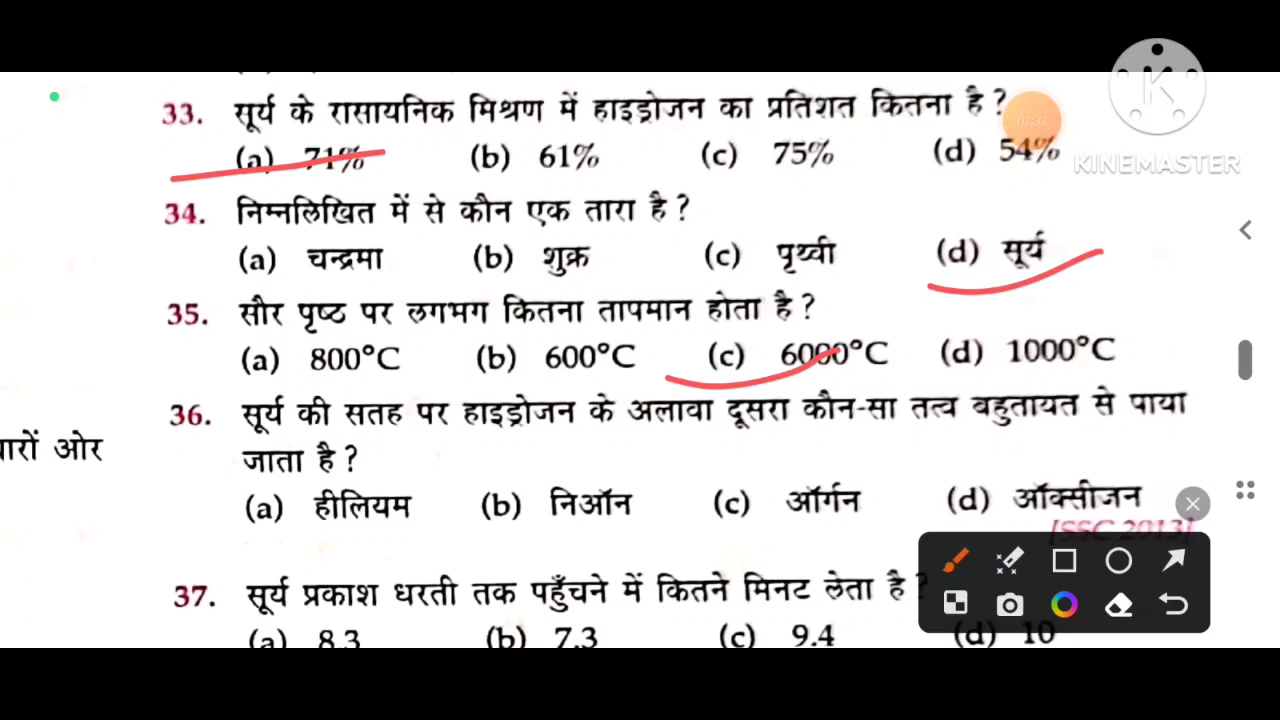 33. सूर्य के रासायनिक मिश्रण में हाइड्रोजन का प्रतिशत कितना है ?
07:33
(a) 71% (b) 61% (c) 75% (d) 54%
KINEMASTER
34. निम्नलिखित में से कौन एक तारा है ?
(a) चन्द्रमा (b) शुक्र (c) पृथ्वी (d) सूर्य
35. सौर पृष्ठ पर लगभग कितना तापमान होता है ?
(a) 800°C (b) 600°C (c) 6000°C (d) 1000°C
36. सूर्य की सतह पर हाइड्रोजन के अलावा दूसरा कौन-सा तत्व बहुतायत से पाया
ारों ओर
जाता है ?
(a) हीलियम (b) निऑन (c) ऑर्गन (d) ऑक्सीजन
[SSC 2013]
37. सूर्य प्रकाश धरती तक पहुँचने में कितने मिनट लेता है ?
(a) 8.3 (b) 7.3 (c) 9.4 (d) 10